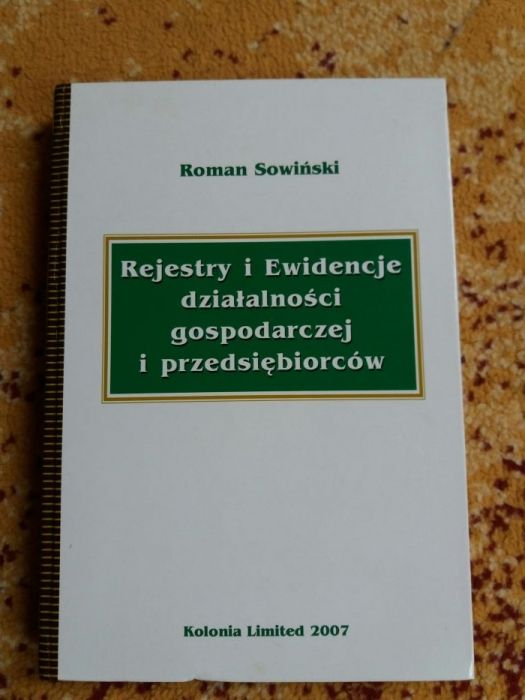 Roman Sowiński
Rejestry i Ewidencje
działalności
gospodarczej
i przedsiębiorców
Kolonia Limited 2007